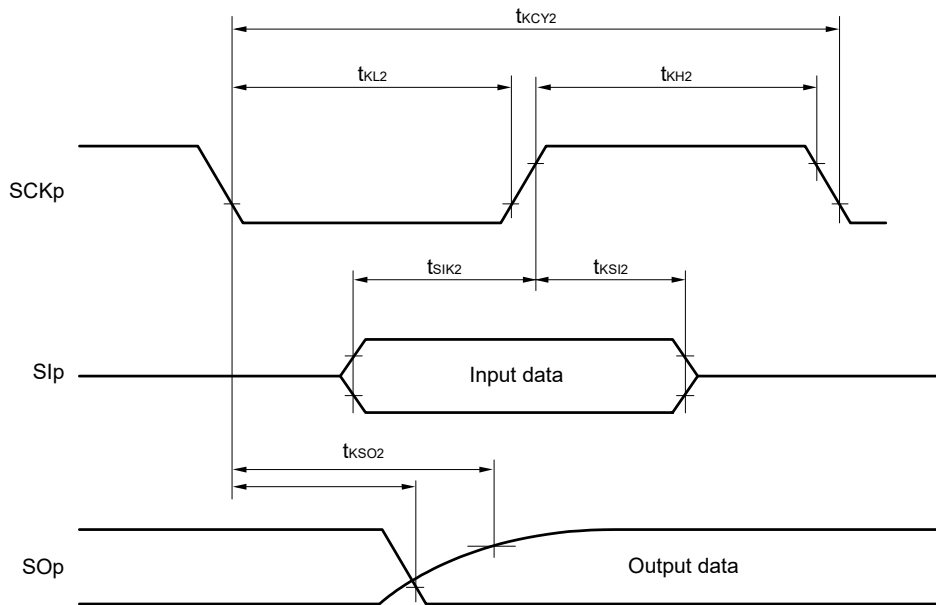 tKCY2
tKL2
tKH2
SCKp
tSIK2
tKSI2
SIp
Input data
tKSO2
SOp
Output data